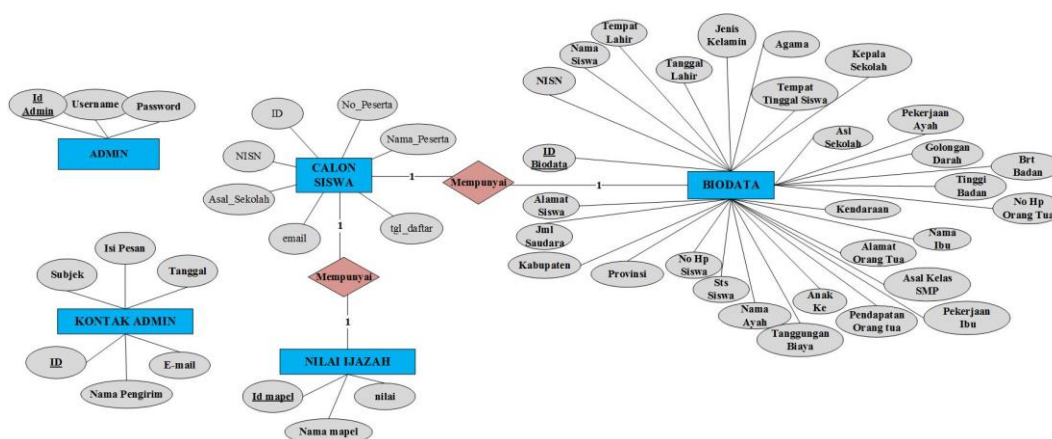 Id
Admin
Username
Password
ADMIN
ID
No_Peserta
Nama_Peserta
NISN
CALON
SISWA
Asal_Sekolah
email
tgl_daftar
1
Mempunyai
1
1
Mempunyai
1
Tempat
Lahir
Nama
Siswa
NISN
Tanggal
Lahir
Jenis
Kelamin
Agama
Kepala
Sekolah
Tempat
Tinggal Siswa
ID
Biodata
BIODATA
Asl
Sekolah
Pekerjaan
Ayah
Golongan
Darah
Brt
Badan
Tinggi
Badan
No Hp
Orang Tua
Alamat
Siswa
Jml
Saudara
Kabupaten
Provinsi
No Hp
Siswa
Sts
Siswa
Nama
Ayah
Tanggungan
Biaya
Anak
Ke
Pendapatan
Orang tua
Kendaraan
Nama
Ibu
Alamat
Orang Tua
Asal Kelas
SMP
Pekerjaan
Ibu
Isi Pesan
Subjek
Tanggal
KONTAK ADMIN
ID
E-mail
Nama Pengirim
NILAI IJAZAH
Id mapel
nilai
Nama mapel